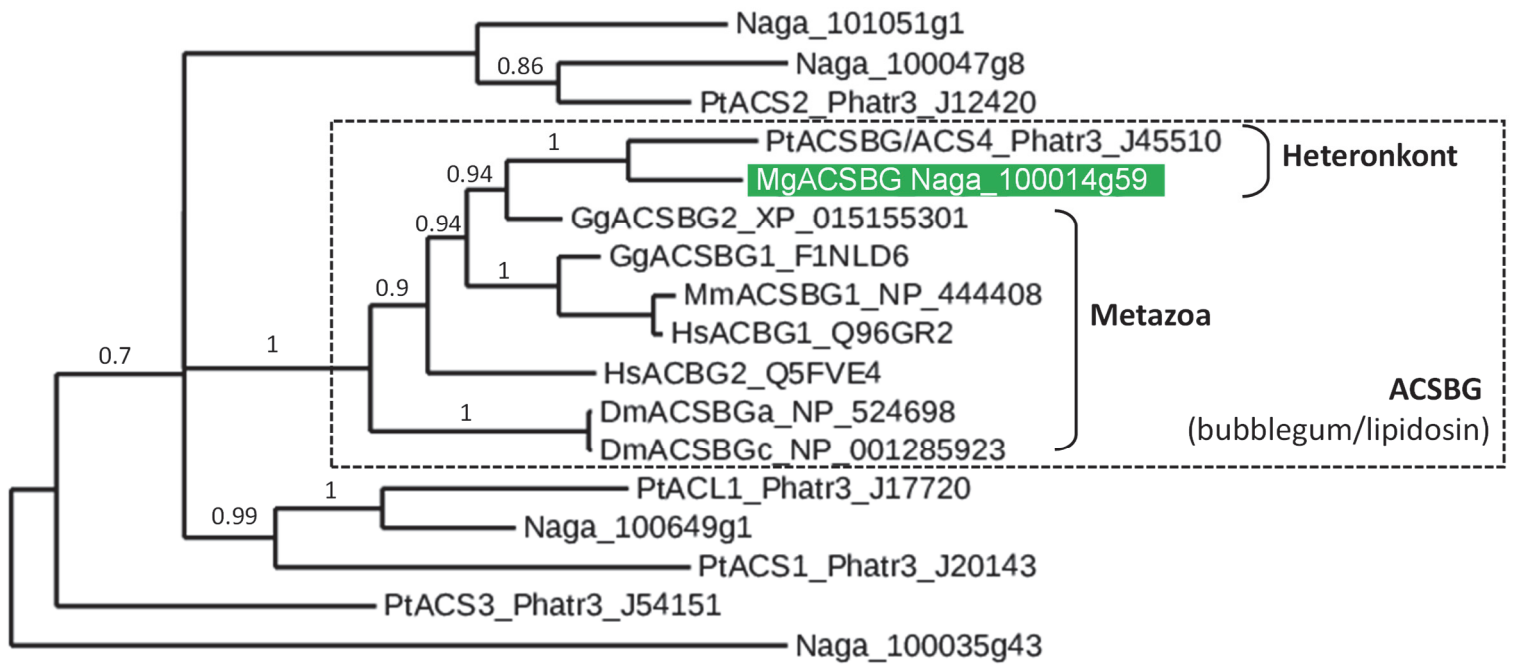 Naga_101051g1
0.86
Naga_100047g8
PtACS2_Phatr3_J12420
1
PtACSBG/ACS4_Phatr3_J45510
Heteronkont
0.94
MgACSBG Naga_100014g59
0.94
GgACSBG2_XP_015155301
1
GgACSBG1_F1NLD6
0.9
MmACSBG1_NP_444408
Metazoa
HsACBG1_Q96GR2
0.7
1
HsACBG2_Q5FVE4
ACSBG
1
DmACSBGa_NP_524698
(bubblegum/lipidosin)
DmACSBGc_NP_001285923
1
PtACL1_Phatr3_J17720
0.99
Naga_100649g1
PtACS1_Phatr3_J20143
PtACS3_Phatr3_J54151
Naga_100035g43